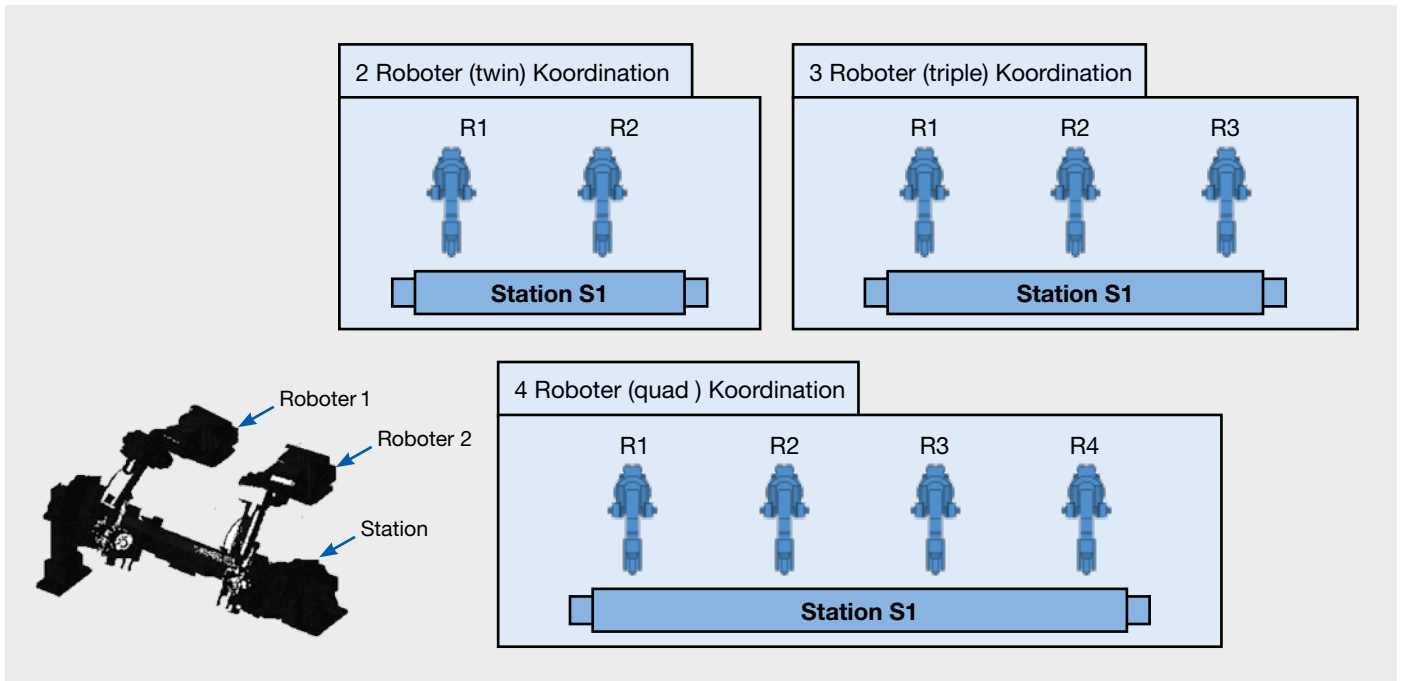 2 Roboter (twin) Koordination
R1 R2
Station S1
3 Roboter (triple) Koordination
R1 R2 R3
Station S1
Roboter 1
Roboter 2
Station
4 Roboter (quad ) Koordination
R1 R2 R3 R4
Station S1